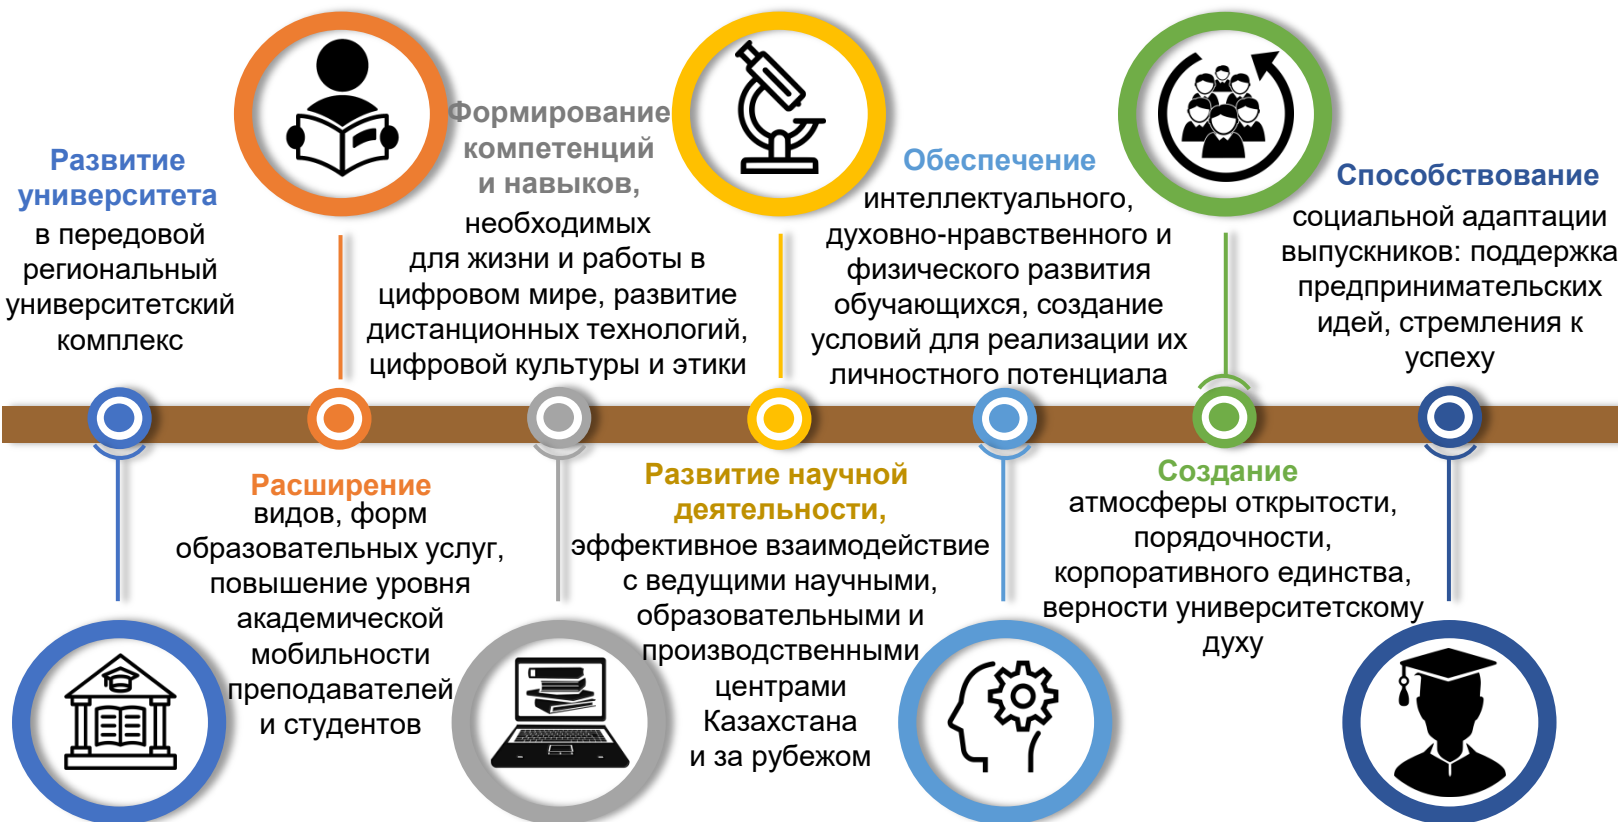 Развитие
университета
в передовой
региональный
университетский
комплекс
Расширение
видов, форм
образовательных услуг,
повышение уровня
академической
мобильности
преподавателей
и студентов
Формирование
компетенций
и навыков,
необходимых
для жизни и работы в
цифровом мире, развитие
дистанционных технологий,
цифровой культуры и этики
Развитие научной
деятельности,
эффективное взаимодействие
с ведущими научными,
образовательными и
производственными
центрами
Казахстана
и за рубежом
Обеспечение
интеллектуального,
духовно-нравственного и
физического развития
обучающихся, создание
условий для реализации их
личностного потенциала
Создание
атмосферы открытости,
порядочности,
корпоративного единства,
верности университетскому
духу
Способствование
социальной адаптации
выпускников: поддержка
предпринимательских
идей, стремления к
успеху